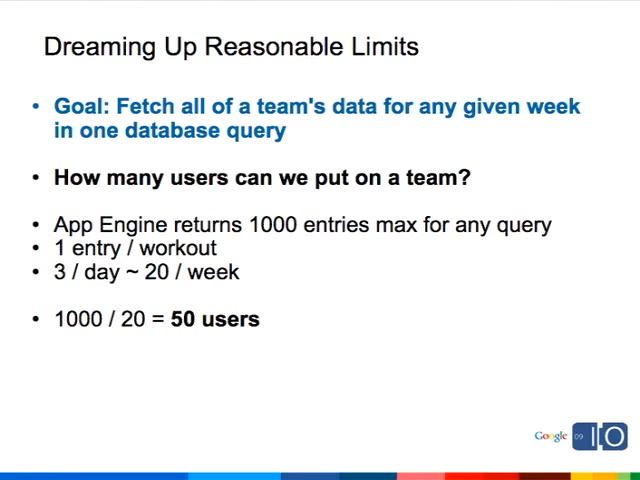 Dreaming Up Reasonable Limits
• Goal: Fetch all of a team's data for any given week
in one database query
• How many users can we put on a team?
• App Engine returns 1000 entries max for any query
• 1 entry / workout
• 3 / day ~ 20 / week
• 1000 / 20 = 50 users
Google 09 IO